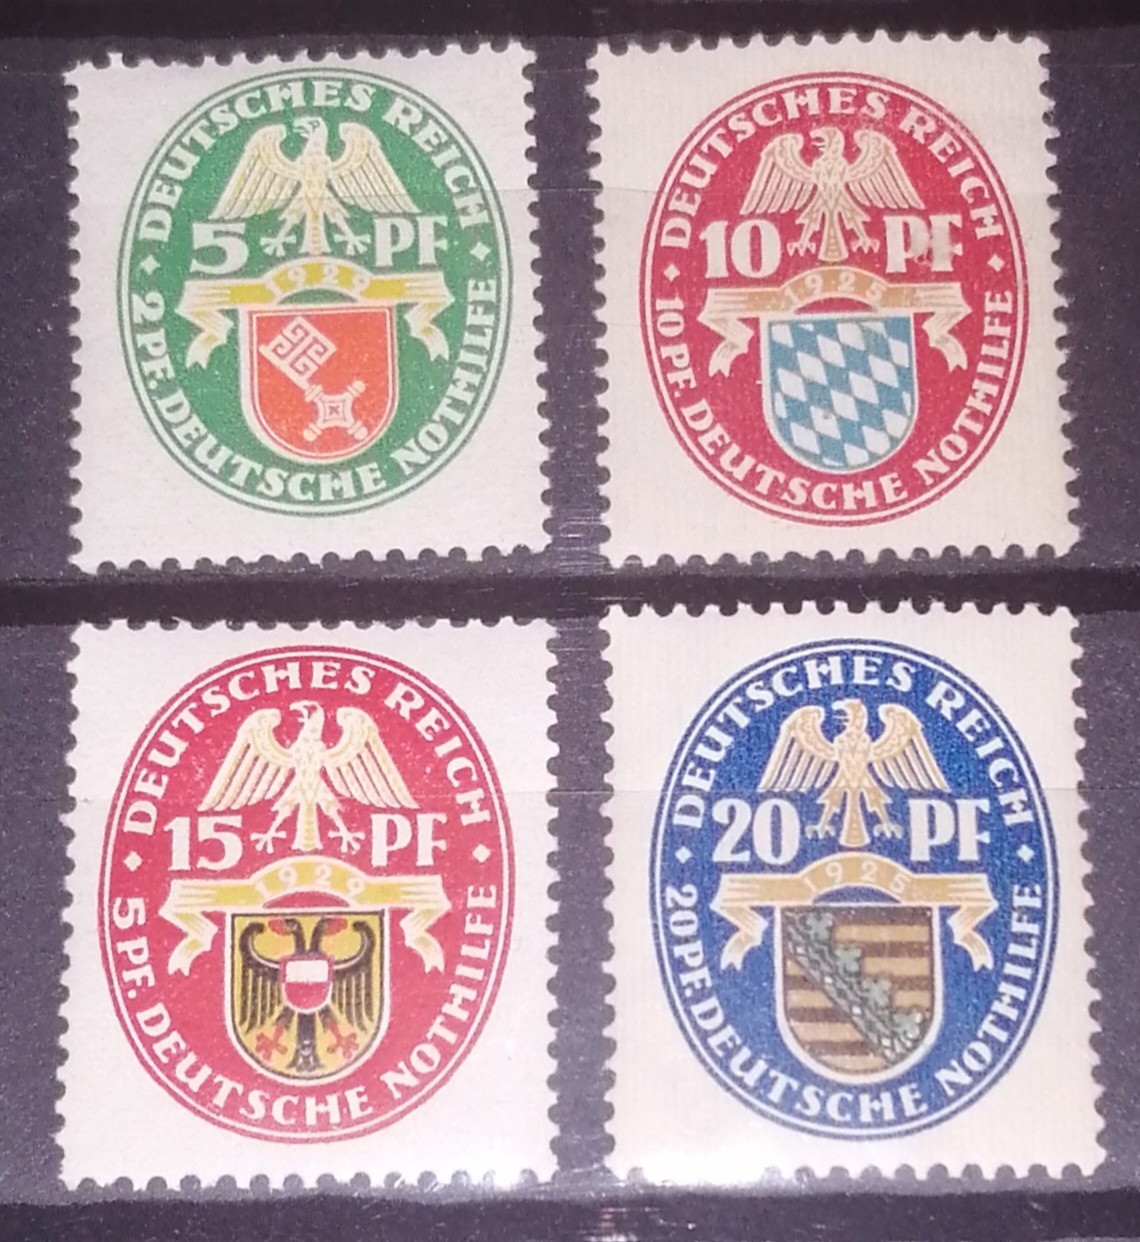 DEUTSCHES REICH
5 PF
1929
2 PF. DEUTSCHE NOTHILFE
DEUTSCHES REICH
10 PF
1925
10 PF. DEUTSCHE NOTHILFE
DEUTSCHES REICH
15 PF
1929
5 PF. DEUTSCHE NOTHILFE
DEUTSCHES REICH
20 PF
1925
20 PF. DEUTSCHE NOTHILFE